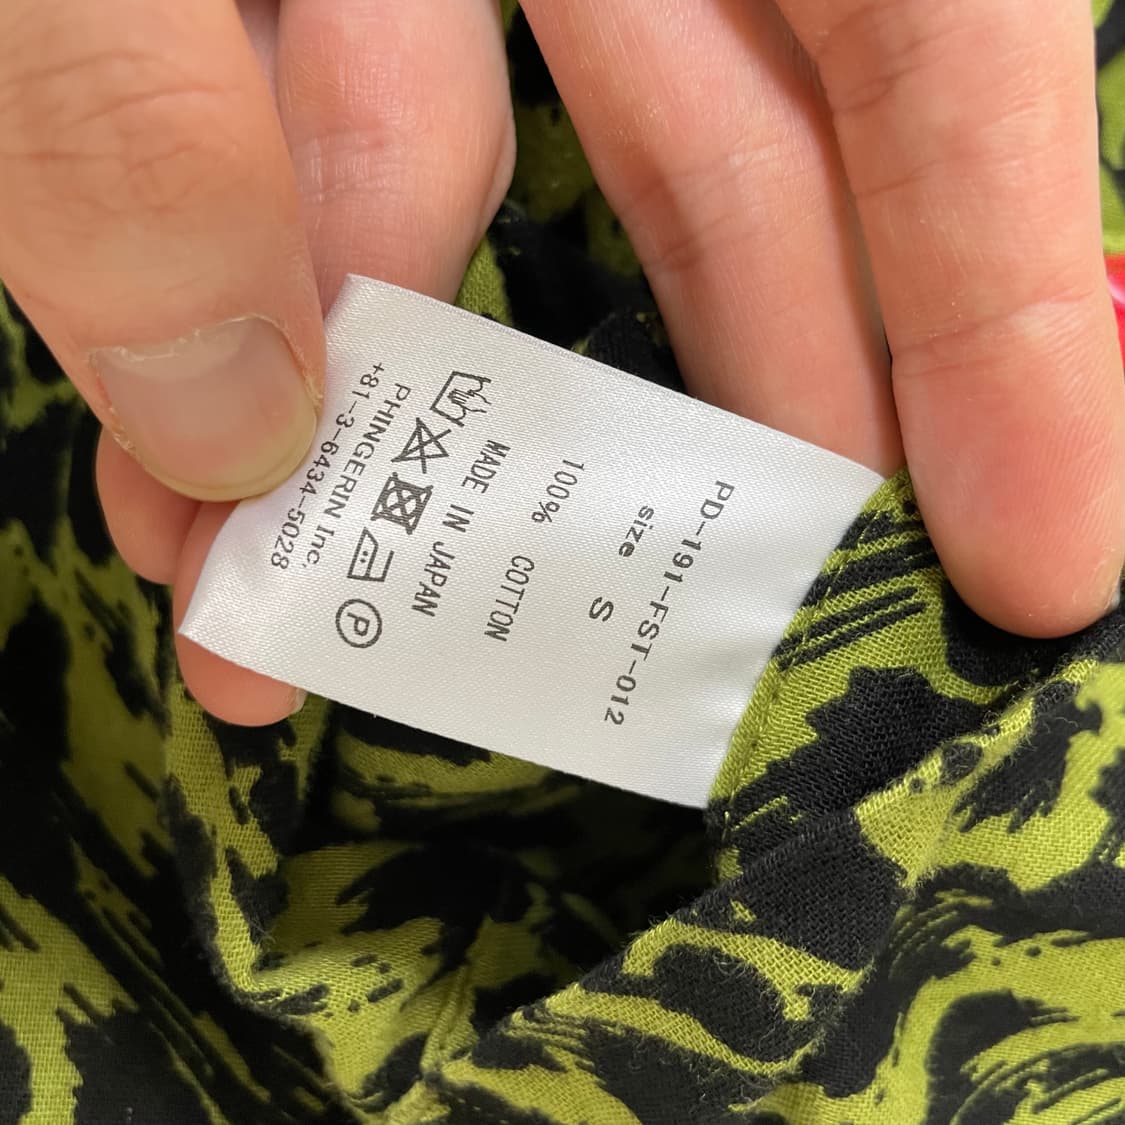 PD-191-FST-012
size S
100% COTTON
MADE IN JAPAN
P
PHINGERIN Inc.
+81-3-6434-5028